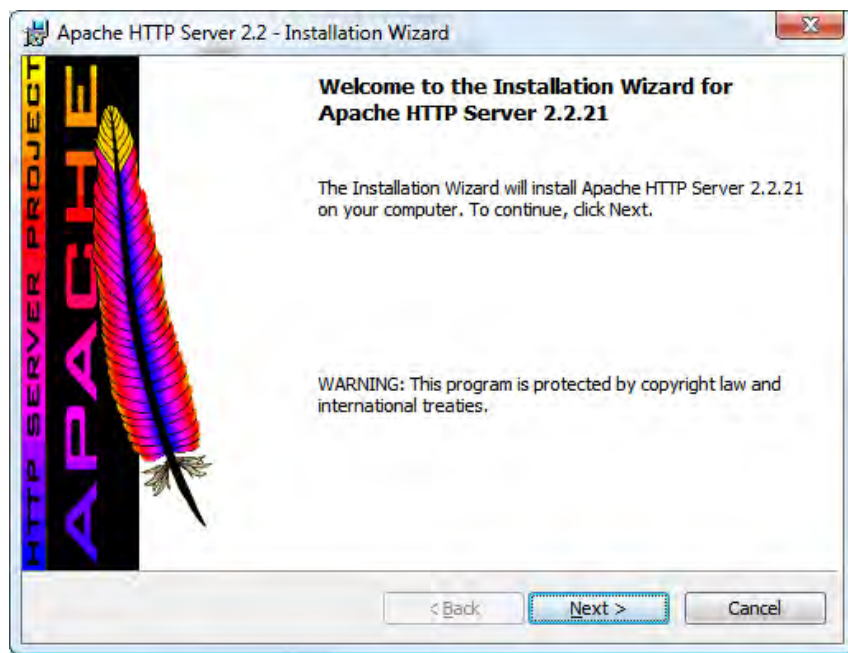 Apache HTTP Server 2.2 - Installation Wizard
HTTP SERVER PROJECT
APACHE
Welcome to the Installation Wizard for
Apache HTTP Server 2.2.21
The Installation Wizard will install Apache HTTP Server 2.2.21
on your computer. To continue, click Next.
WARNING: This program is protected by copyright law and
international treaties.
< Back
Next >
Cancel